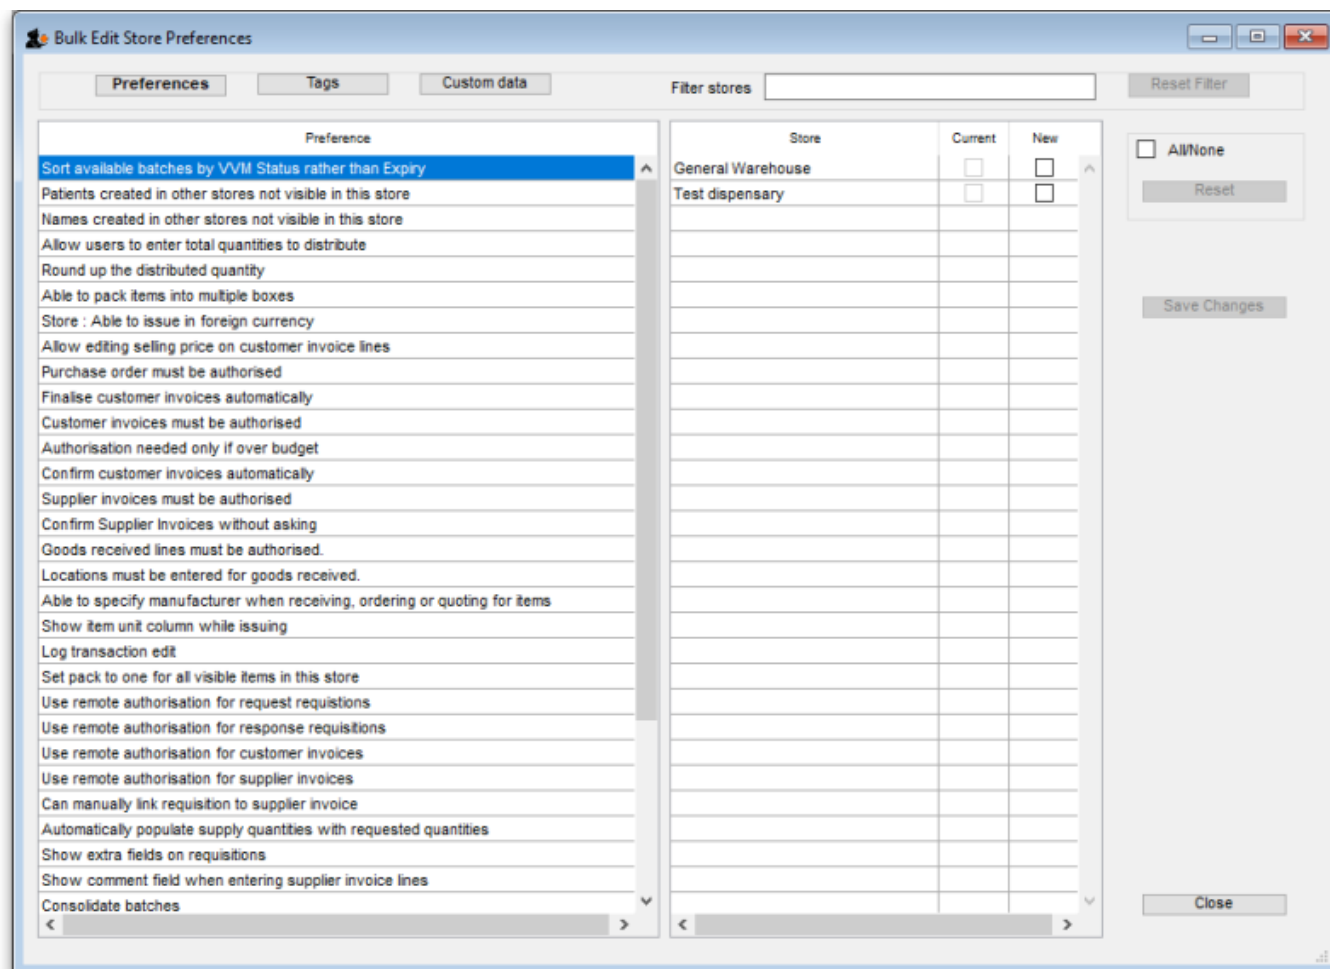 Bulk Edit Store Preferences
Preferences Tags Custom data Filter stores Reset Filter
Preference
Sort available batches by VVM Status rather than Expiry
Patients created in other stores not visible in this store
Names created in other stores not visible in this store
Allow users to enter total quantities to distribute
Round up the distributed quantity
Able to pack items into multiple boxes
Store : Able to issue in foreign currency
Allow editing selling price on customer invoice lines
Purchase order must be authorised
Finalise customer invoices automatically
Customer invoices must be authorised
Authorisation needed only if over budget
Confirm customer invoices automatically
Supplier invoices must be authorised
Confirm Supplier Invoices without asking
Goods received lines must be authorised.
Locations must be entered for goods received.
Able to specify manufacturer when receiving, ordering or quoting for items
Show item unit column while issuing
Log transaction edit
Set pack to one for all visible items in this store
Use remote authorisation for request requistions
Use remote authorisation for response requisitions
Use remote authorisation for customer invoices
Use remote authorisation for supplier invoices
Can manually link requisition to supplier invoice
Automatically populate supply quantities with requested quantities
Show extra fields on requisitions
Show comment field when entering supplier invoice lines
Consolidate batches
Store Current New
General Warehouse
Test dispensary
All/None
Reset
Save Changes
Close